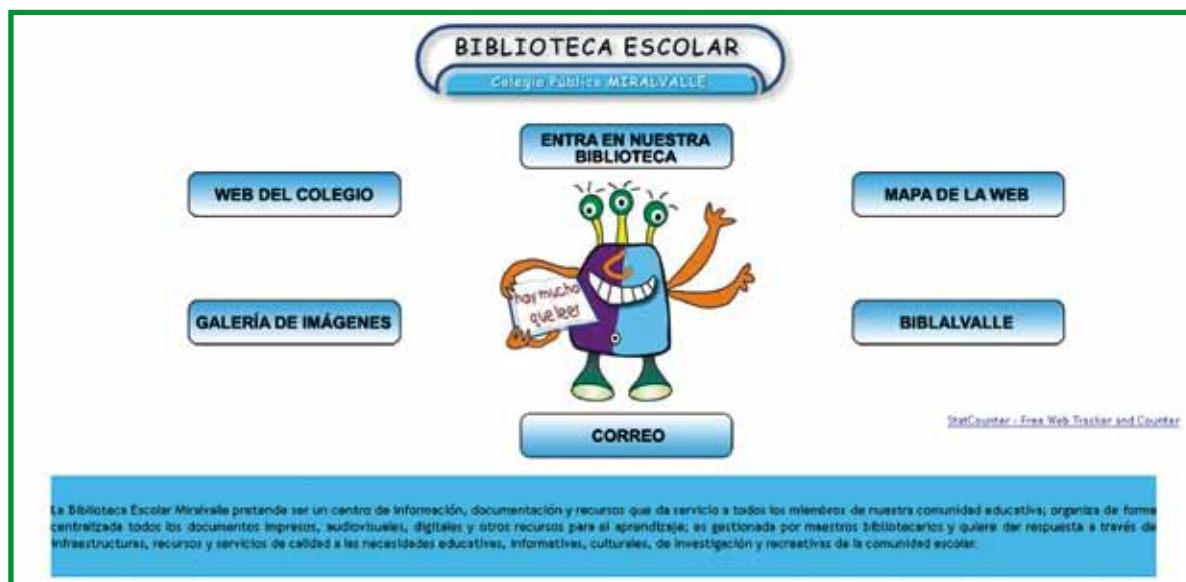 BIBLIOTECA ESCOLAR
Colegio Público MIRALVALLE
ENTRA EN NUESTRA
BIBLIOTECA
WEB DEL COLEGIO
MAPA DE LA WEB
hay mucho
que leer
GALERÍA DE IMÁGENES
BIBLALVALLE
CORREO
StatCounter - Free Web Tracker and Counter
La Biblioteca Escolar Miralvalle pretende ser un centro de información, documentación y recursos que da servicio a todos los miembros de nuestra comunidad educativa; organiza de forma
centralizada todos los documentos impresos, audiovisuales, digitales y otros recursos para el aprendizaje; es gestionada por maestros bibliotecarios y quiere dar respuesta a través de
infraestructuras, recursos y servicios de calidad a las necesidades educativas, informativas, culturales, de investigación y recreativas de la comunidad escolar.